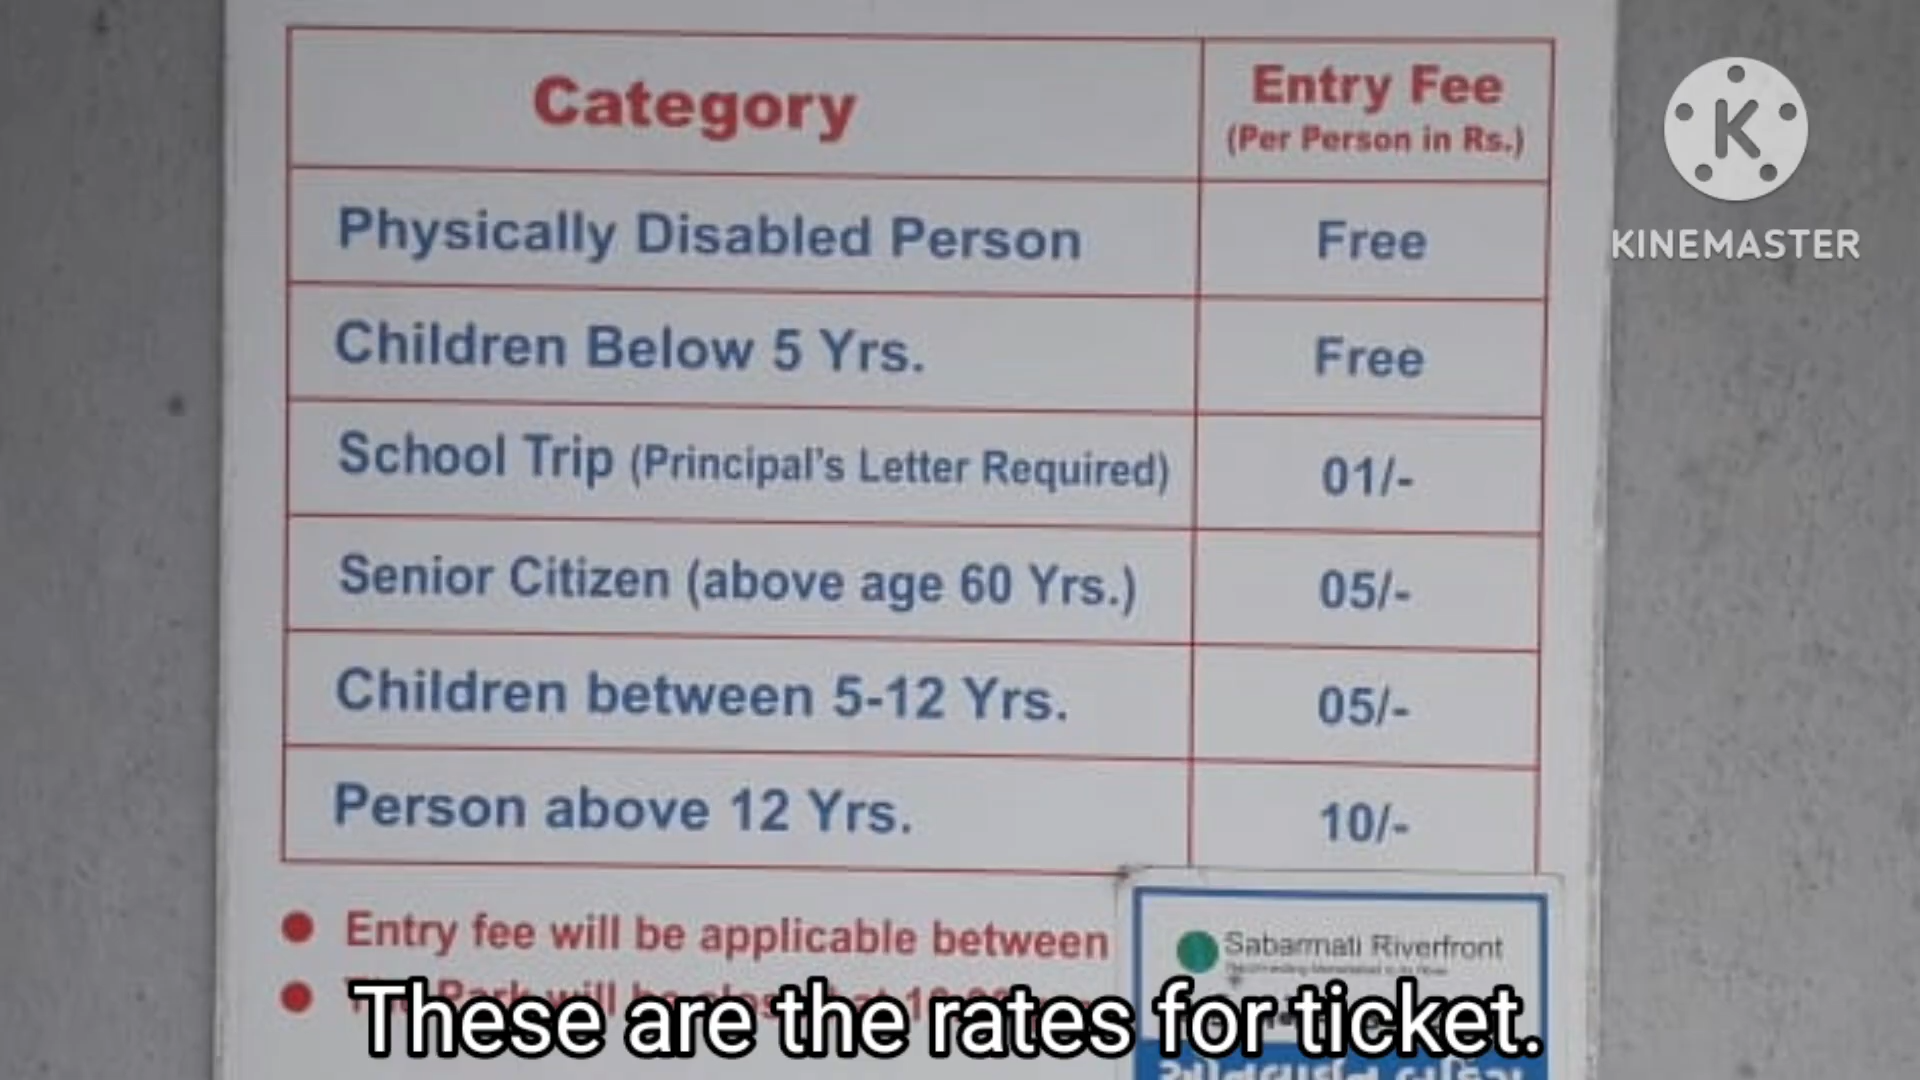 Category
Entry Fee
(Per Person in Rs.)
Physically Disabled Person
Free
Children Below 5 Yrs.
Free
School Trip (Principal's Letter Required)
01/-
Senior Citizen (above age 60 Yrs.)
05/-
Children between 5-12 Yrs.
05/-
Person above 12 Yrs.
10/-
Entry fee will be applicable between
Sabarmati Riverfront
These are the rates for ticket.
K
KINEMASTER